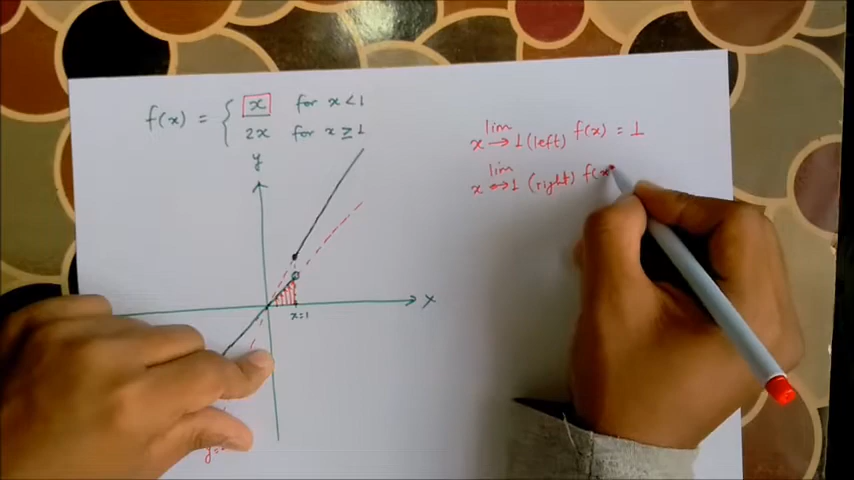 f(x) = { x for x < 1
2x for x ≥ 1
y
x
x=1
lim
x → 1 (left) f(x) = 1
lim
x ↔ 1 (right) f(x